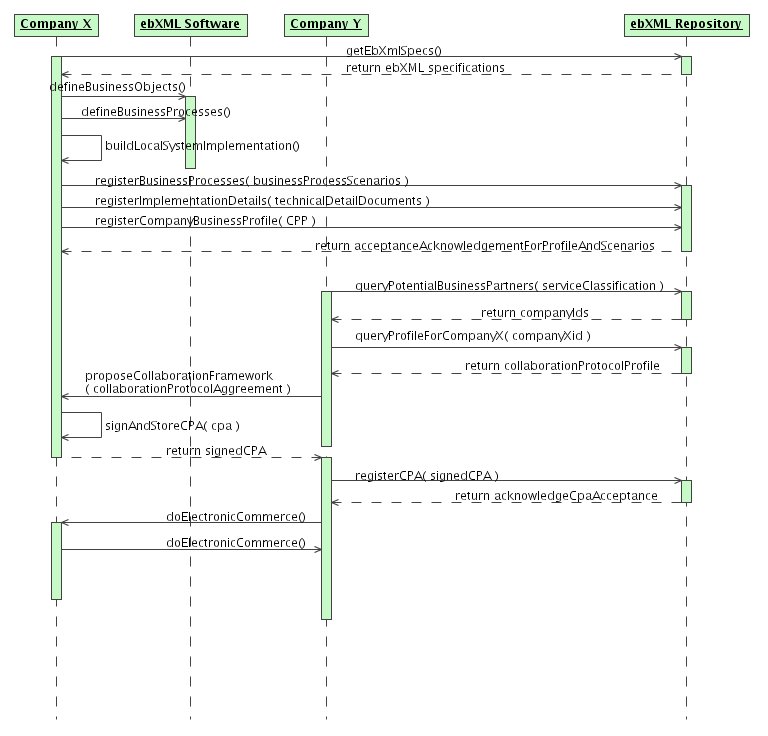 Company X
ebXML Software
Company Y
ebXML Repository
getEbXmlSpecs()
return ebXML specifications
defineBusinessObjects()
defineBusinessProcesses()
buildLocalSystemImplementation()
registerBusinessProcesses( businessProcessScenarios )
registerImplementationDetails( technicalDetailDocuments )
registerCompanyBusinessProfile( CPP )
return acceptanceAcknowledgementForProfileAndScenarios
queryPotentialBusinessPartners( serviceClassification )
return companyIds
queryProfileForCompanyX( companyXid )
return collaborationProtocolProfile
proposeCollaborationFramework
( collaborationProtocolAggreement )
signAndStoreCPA( cpa )
return signedCPA
registerCPA( signedCPA )
return acknowledgeCpaAcceptance
doElectronicCommerce()
doElectronicCommerce()